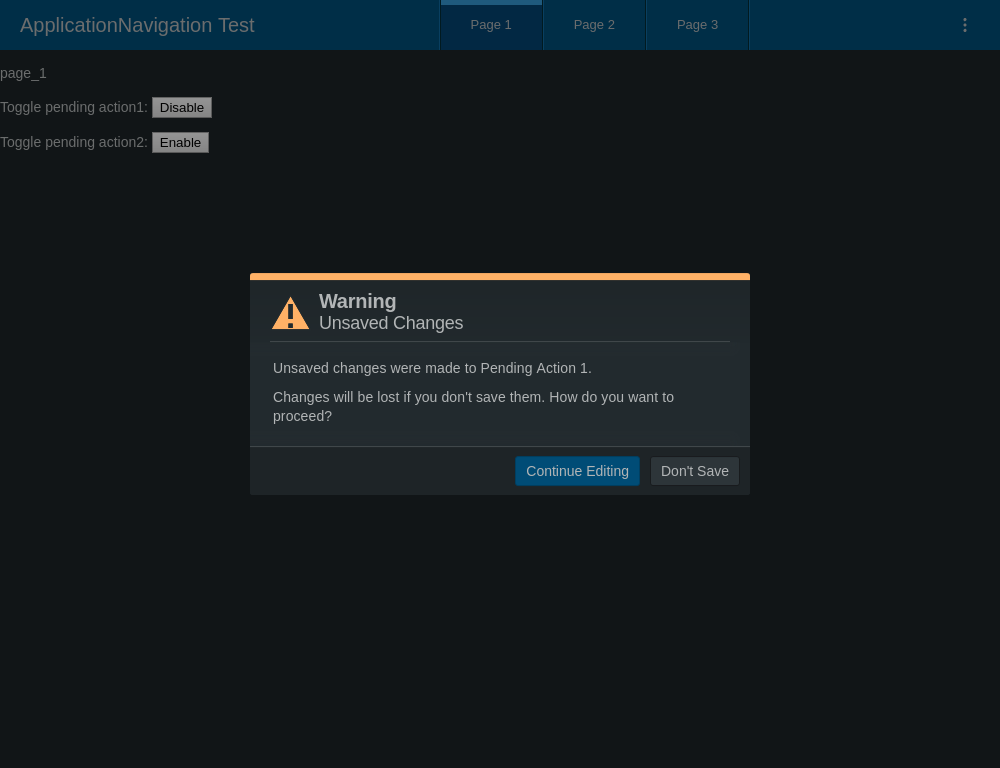 ApplicationNavigation Test
Page 1
Page 2
Page 3
page_1
Toggle pending action1: Disable
Toggle pending action2: Enable
Warning
Unsaved Changes
Unsaved changes were made to Pending Action 1.
Changes will be lost if you don't save them. How do you want to
proceed?
Continue Editing
Don't Save